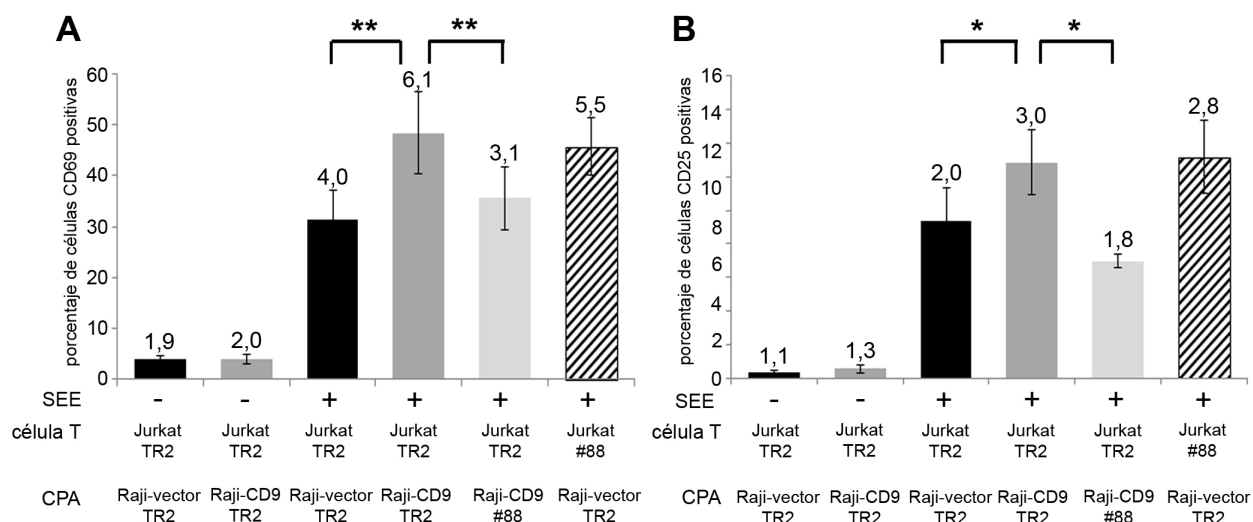 A
** **
porcentaje de células CD69 positivas
60
50
40
30
20
10
0
1,9 2,0 4,0 6,1 3,1 5,5
SEE - - + + + +
célula T Jurkat Jurkat Jurkat Jurkat Jurkat Jurkat
TR2 TR2 TR2 TR2 TR2 #88
CPA Raji-vector Raji-CD9 Raji-vector Raji-CD9 Raji-CD9 Raji-vector
TR2 TR2 TR2 TR2 #88 TR2
B
* *
porcentaje de células CD25 positivas
16
14
12
10
8
6
4
2
0
1,1 1,3 2,0 3,0 1,8 2,8
SEE - - + + + +
célula T Jurkat Jurkat Jurkat Jurkat Jurkat Jurkat
TR2 TR2 TR2 TR2 TR2 #88
CPA Raji-vector Raji-CD9 Raji-vector Raji-CD9 Raji-CD9 Raji-vector
TR2 TR2 TR2 TR2 #88 TR2